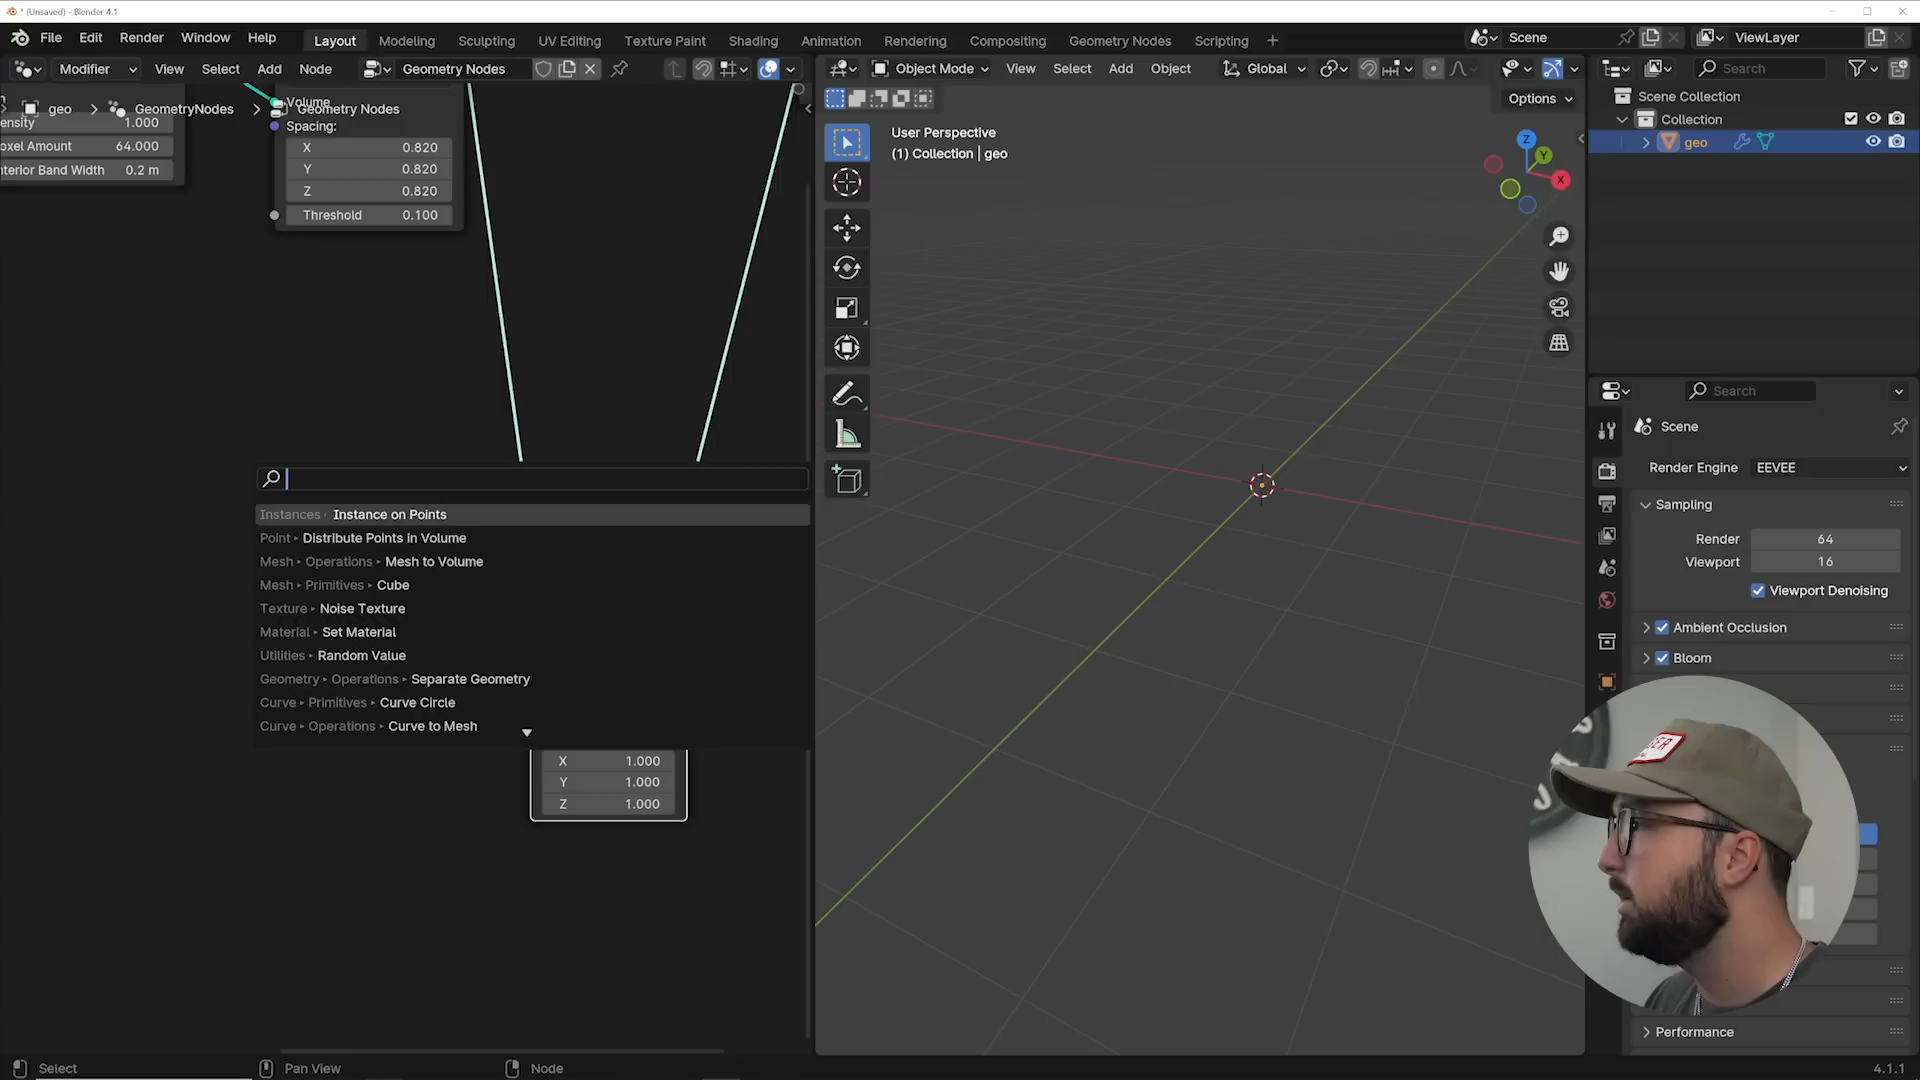 * (Unsaved) - Blender 4.1
File Edit Render Window Help
Layout Modeling Sculpting UV Editing Texture Paint Shading Animation Rendering Compositing Geometry Nodes Scripting +
Scene
ViewLayer
Modifier View Select Add Node
Geometry Nodes
Object Mode View Select Add Object
Global
Search
geo > GeometryNodes > Geometry Nodes
Volume
ensity 1.000
oxel Amount 64.000
nterior Band Width 0.2 m
Spacing:
X 0.820
Y 0.820
Z 0.820
Threshold 0.100
Options
User Perspective
(1) Collection | geo
Z
Y
X
Scene Collection
Collection
geo
Instances Instance on Points
Point Distribute Points in Volume
Mesh Operations Mesh to Volume
Mesh Primitives Cube
Texture Noise Texture
Material Set Material
Utilities Random Value
Geometry Operations Separate Geometry
Curve Primitives Curve Circle
Curve Operations Curve to Mesh
X 1.000
Y 1.000
Z 1.000
Search
Scene
Render Engine EEVEE
Sampling
Render 64
Viewport 16
Viewport Denoising
Ambient Occlusion
Bloom
Performance
Select
Pan View
Node
4.1.1